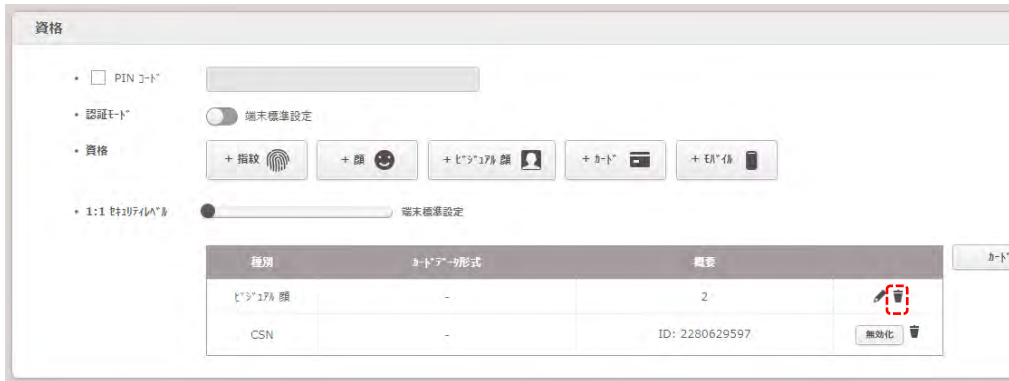 資格
• PIN ｺｰﾄﾞ
• 認証ﾓｰﾄﾞ 端末標準設定
• 資格 + 指紋 + 顔 + ﾋﾞｼﾞｭｱﾙ 顔 + ｶｰﾄﾞ + ﾓﾊﾞｲﾙ
• 1:1 ｾｷｭﾘﾃｨﾚﾍﾞﾙ 端末標準設定
種別 ｶｰﾄﾞﾃﾞｰﾀ形式 概要 ｶｰﾄﾞ
ﾋﾞｼﾞｭｱﾙ 顔 - 2
CSN - ID: 2280629597 無効化